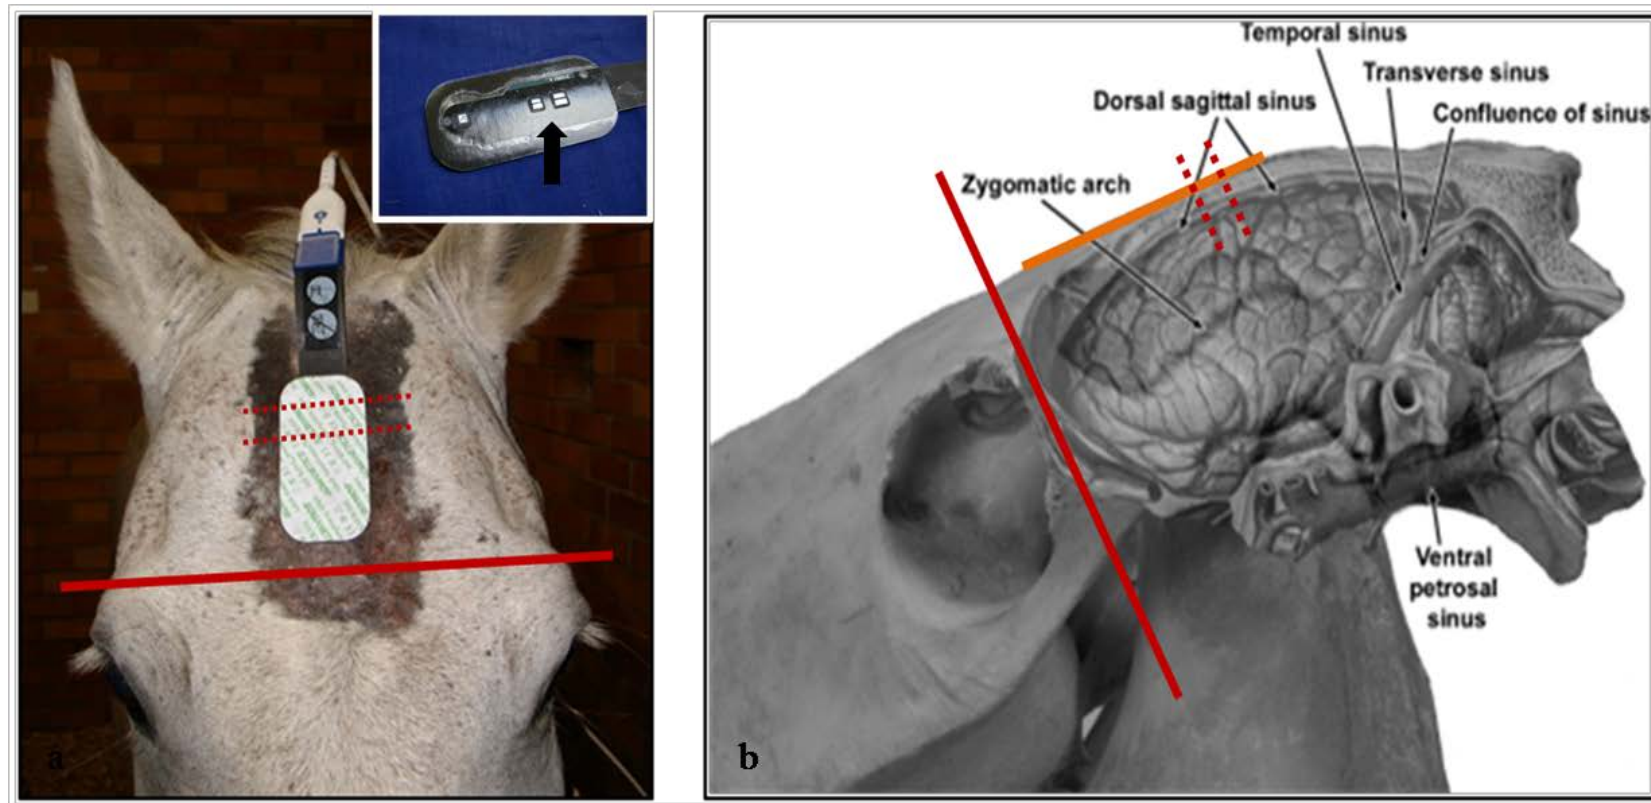 a
Temporal sinus
Transverse sinus
Dorsal sagittal sinus
Confluence of sinus
Zygomatic arch
Ventral
petrosal
sinus
b